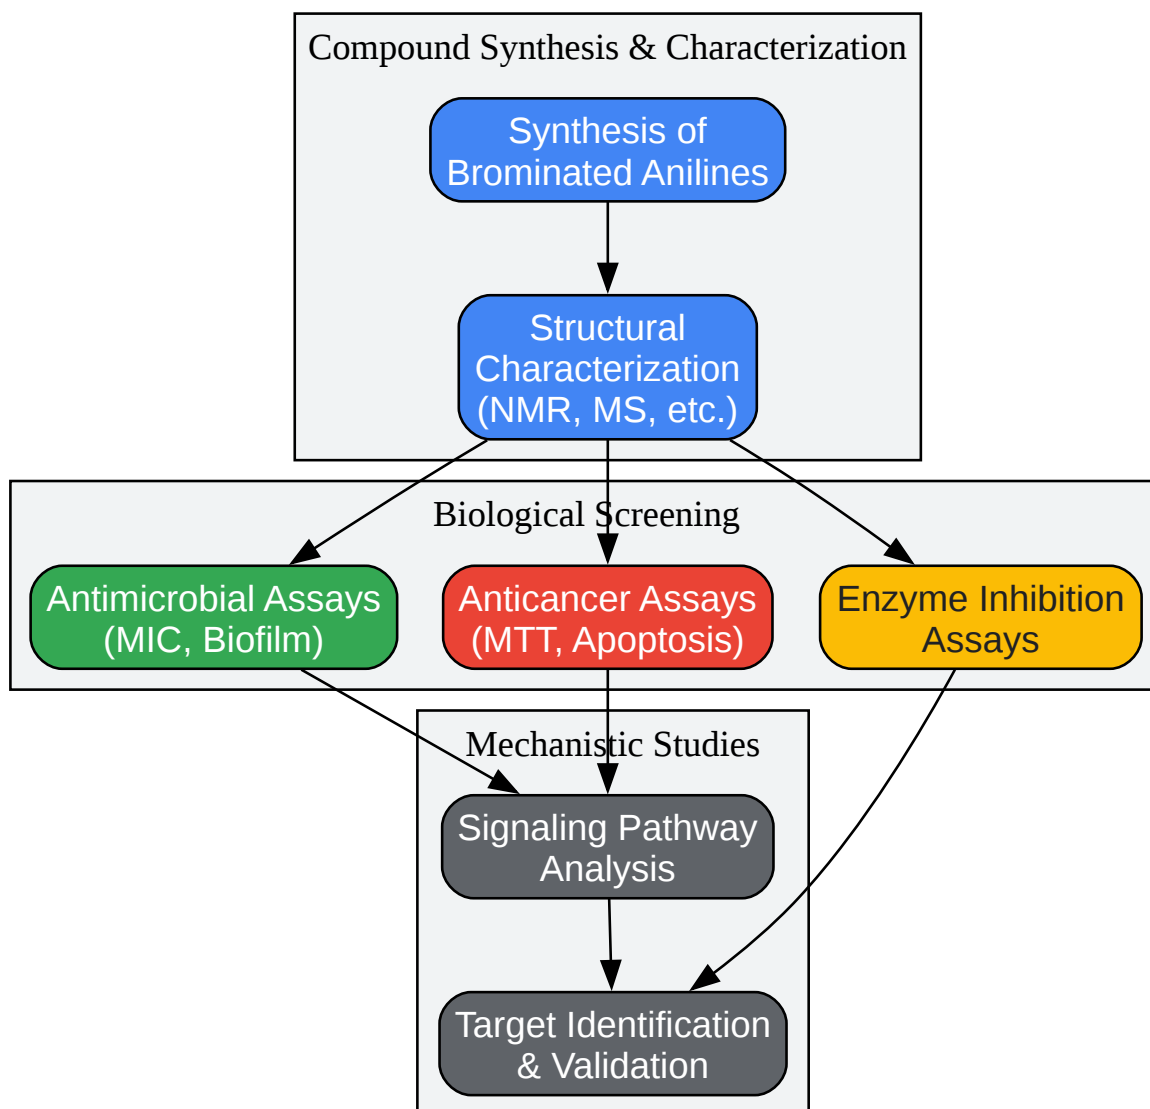 Compound Synthesis & Characterization
Synthesis of
Brominated Anilines
Structural
Characterization
(NMR, MS, etc.)
Biological Screening
Antimicrobial Assays
(MIC, Biofilm)
Anticancer Assays
(MTT, Apoptosis)
Enzyme Inhibition
Assays
Mechanistic Studies
Signaling Pathway
Analysis
Target Identification
& Validation